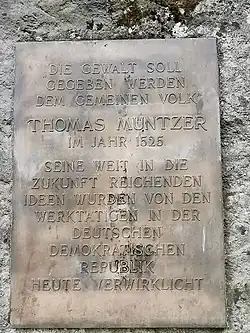 DIE GEWALT SOLL
GEGEBEN WERDEN
DEM GEMEINEN VOLK
THOMAS MÜNTZER
IM JAHR 1525
SEINE WEIT IN DIE
ZUKUNFT REICHENDEN
IDEEN WURDEN VON DEN
WERKTÄTIGEN IN DER
DEUTSCHEN
DEMOKRATISCHEN
REPUBLIK
HEUTE VERWIRKLICHT